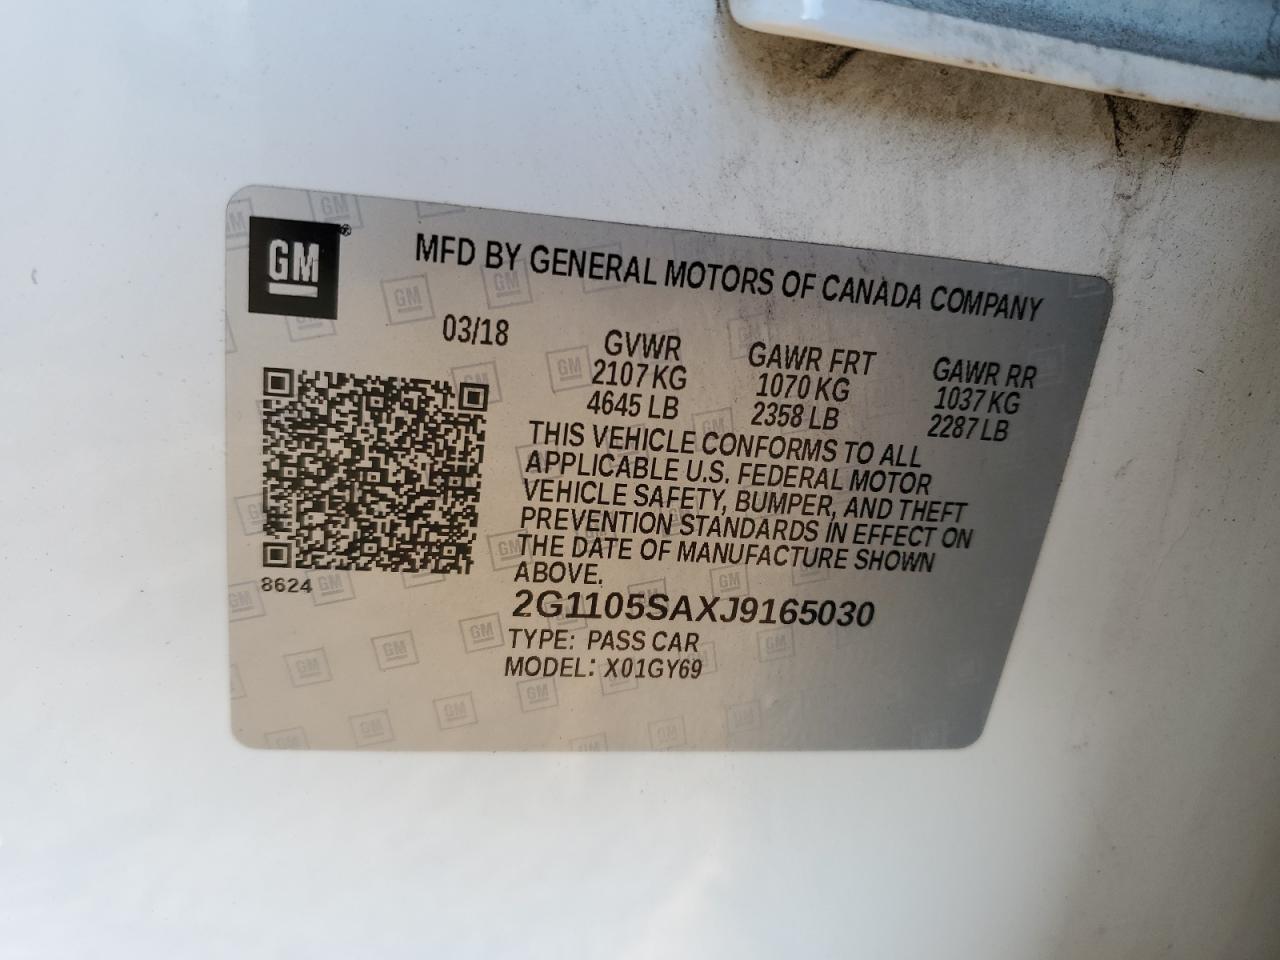 GM
MFD BY GENERAL MOTORS OF CANADA COMPANY
03/18 GVWR GAWR FRT GAWR RR
2107 KG 1070 KG 1037 KG
4645 LB 2358 LB 2287 LB
THIS VEHICLE CONFORMS TO ALL
APPLICABLE U.S. FEDERAL MOTOR
VEHICLE SAFETY, BUMPER, AND THEFT
PREVENTION STANDARDS IN EFFECT ON
THE DATE OF MANUFACTURE SHOWN
ABOVE.
8624
2G1105SAXJ9165030
TYPE: PASS CAR
MODEL: X01GY69